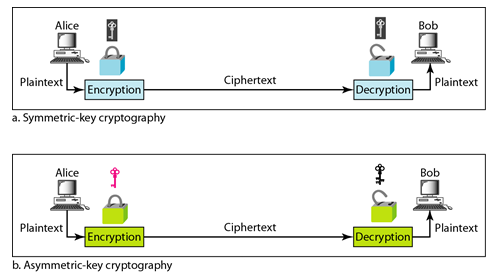 Alice
Bob
Plaintext
Encryption
Ciphertext
Decryption
Plaintext
a. Symmetric-key cryptography
Alice
Bob
Plaintext
Encryption
Ciphertext
Decryption
Plaintext
b. Asymmetric-key cryptography